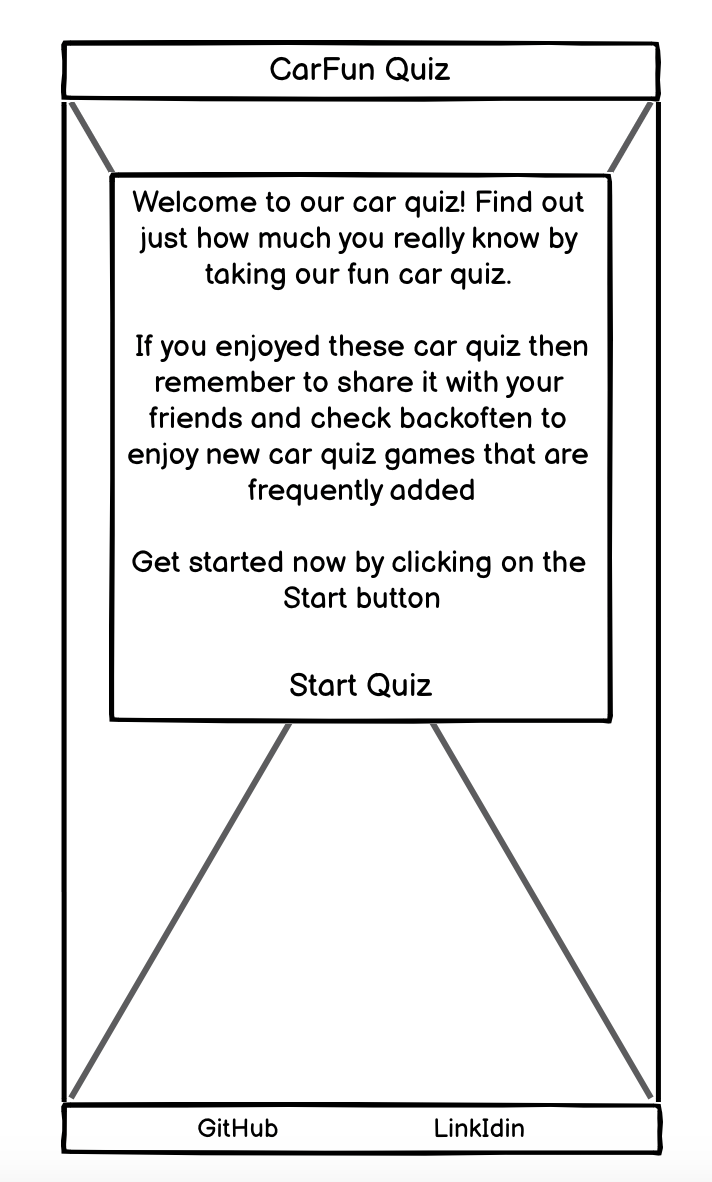 CarFun Quiz
Welcome to our car quiz! Find out
just how much you really know by
taking our fun car quiz.
If you enjoyed these car quiz then
remember to share it with your
friends and check backoften to
enjoy new car quiz games that are
frequently added
Get started now by clicking on the
Start button
Start Quiz
GitHub
LinkIdin